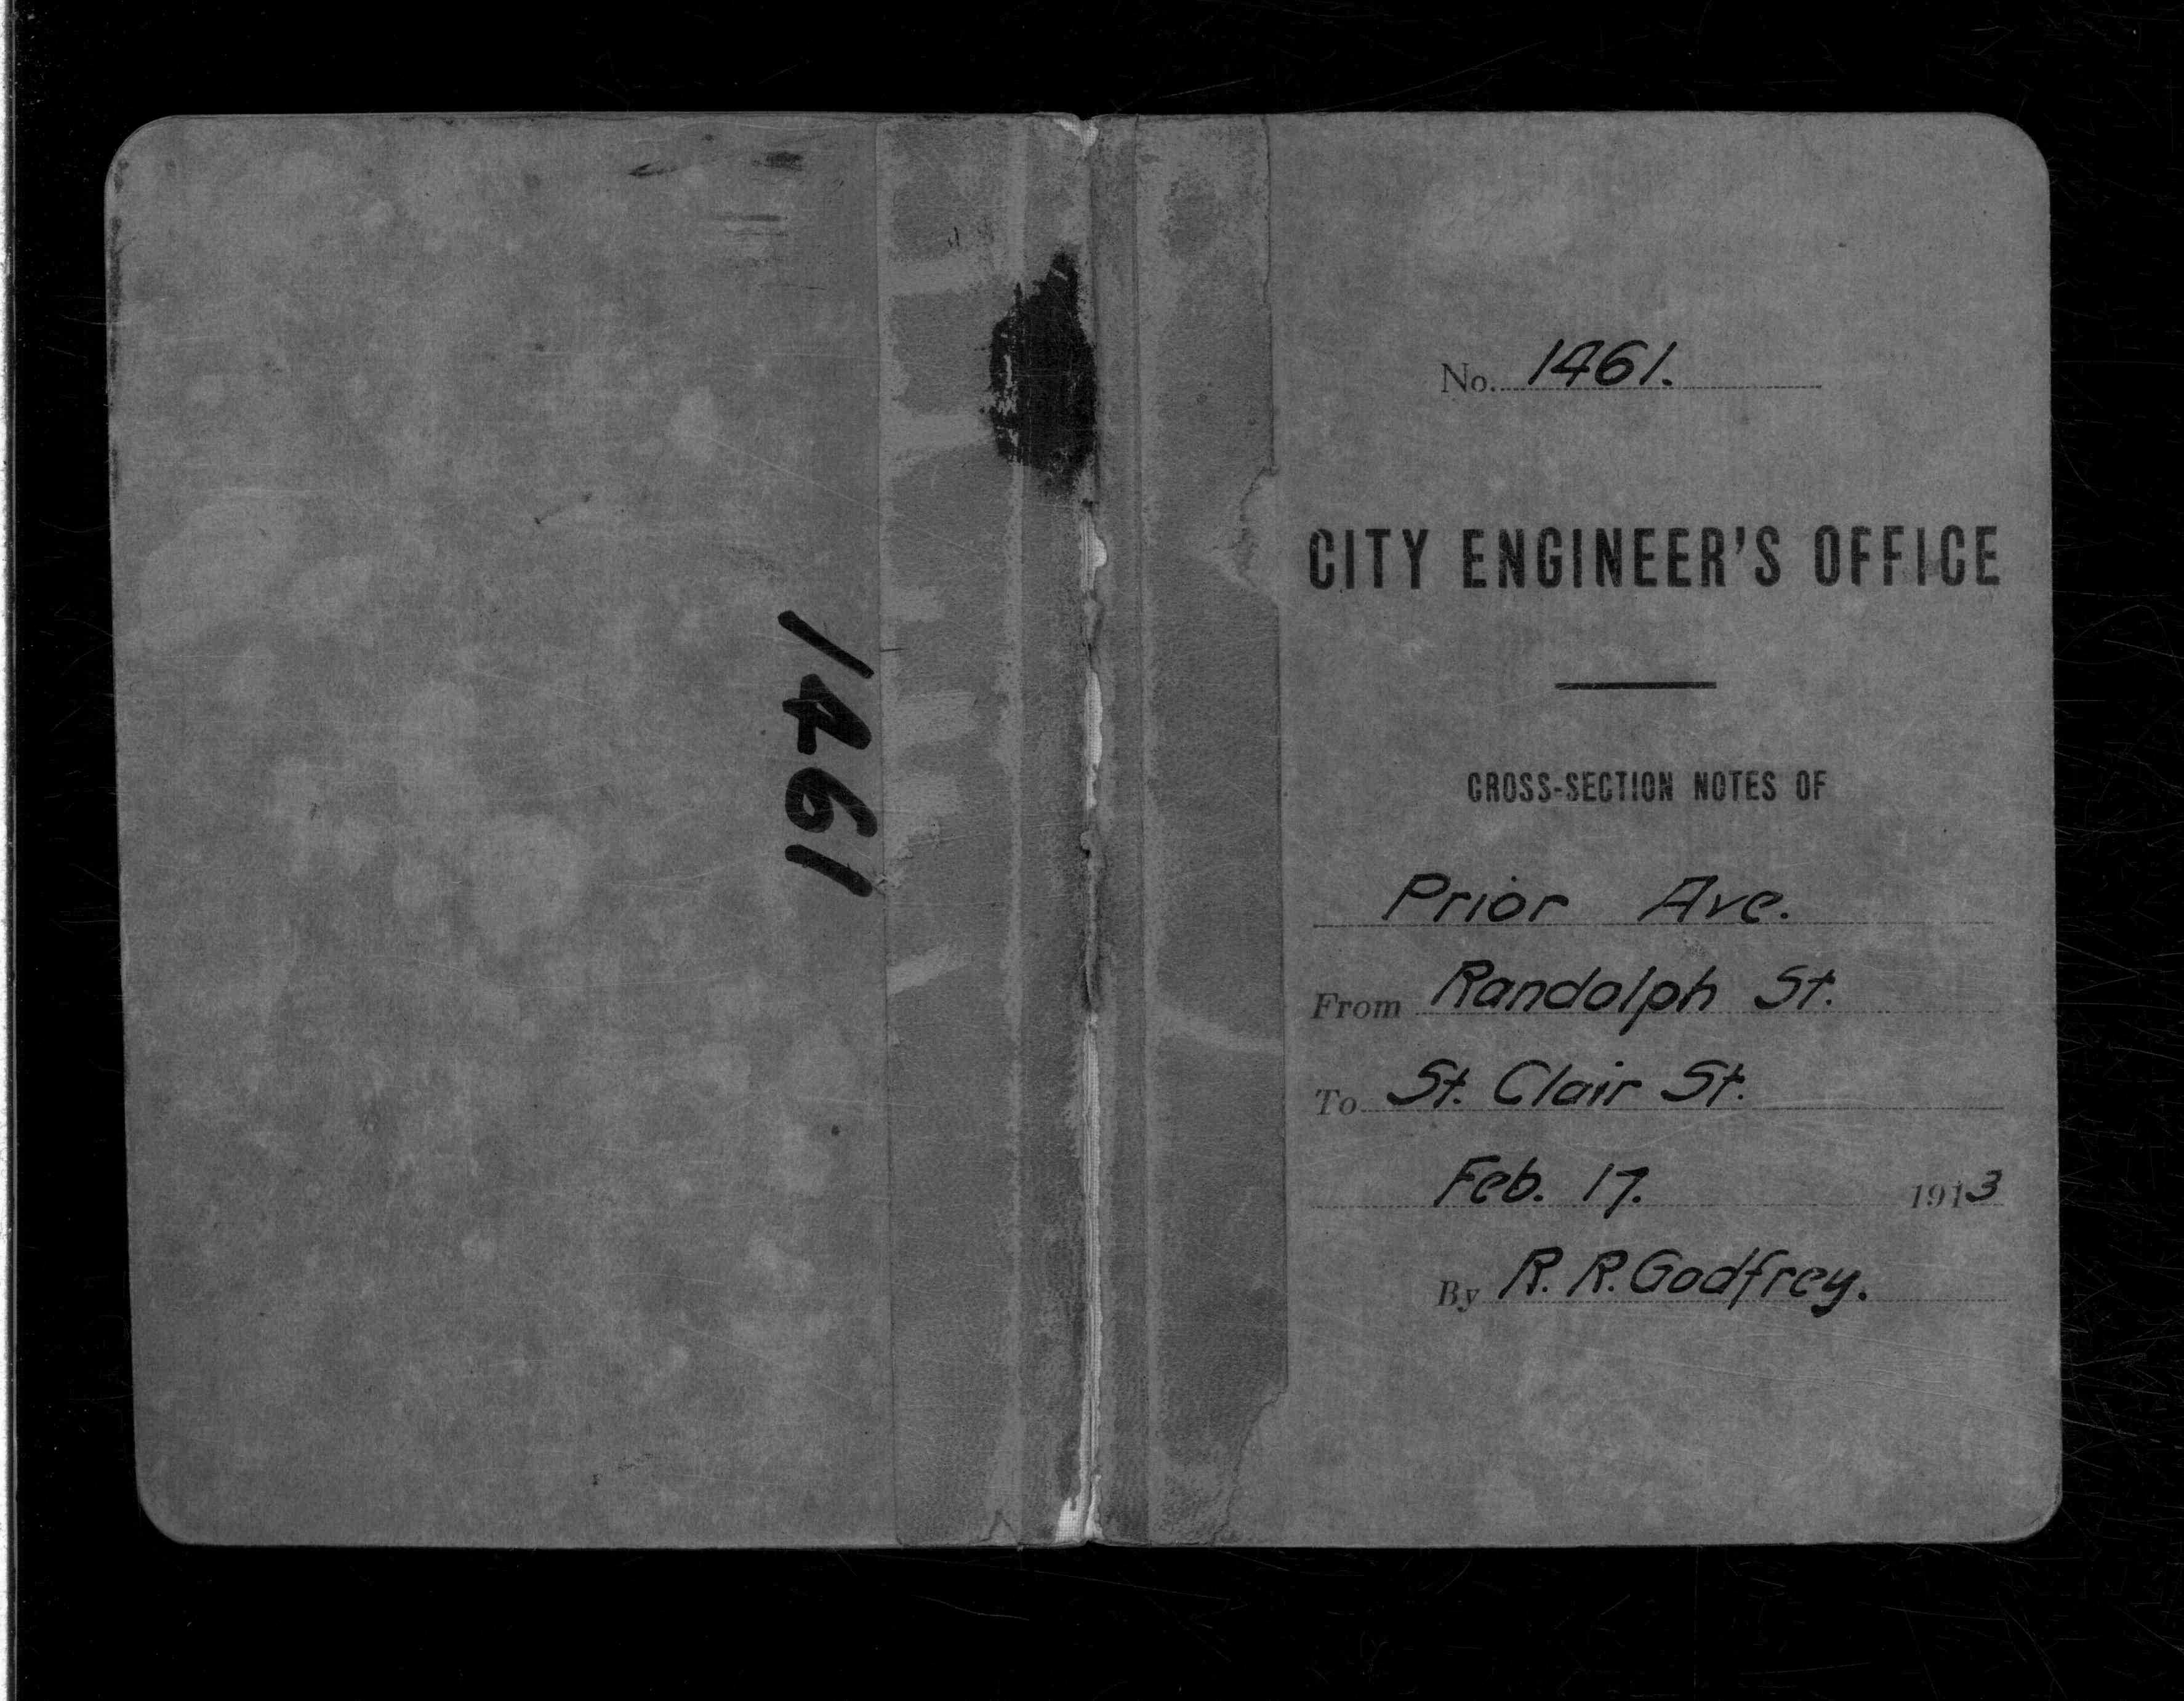 1461
No. 1461.
CITY ENGINEER'S OFFICE
CROSS-SECTION NOTES OF
Prior Ave.
From Randolph St.
To St. Clair St.
Feb. 17. 1913
By R. R. Godfrey.